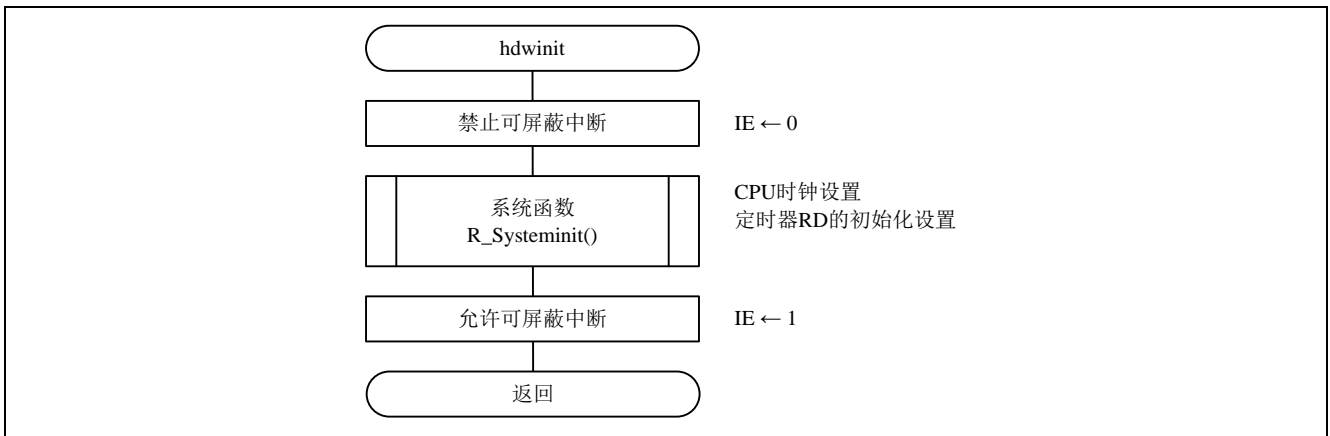 hdwinit
禁止可屏蔽中断
IE ← 0
系统函数
R_Systeminit()
CPU时钟设置
定时器RD的初始化设置
允许可屏蔽中断
IE ← 1
返回